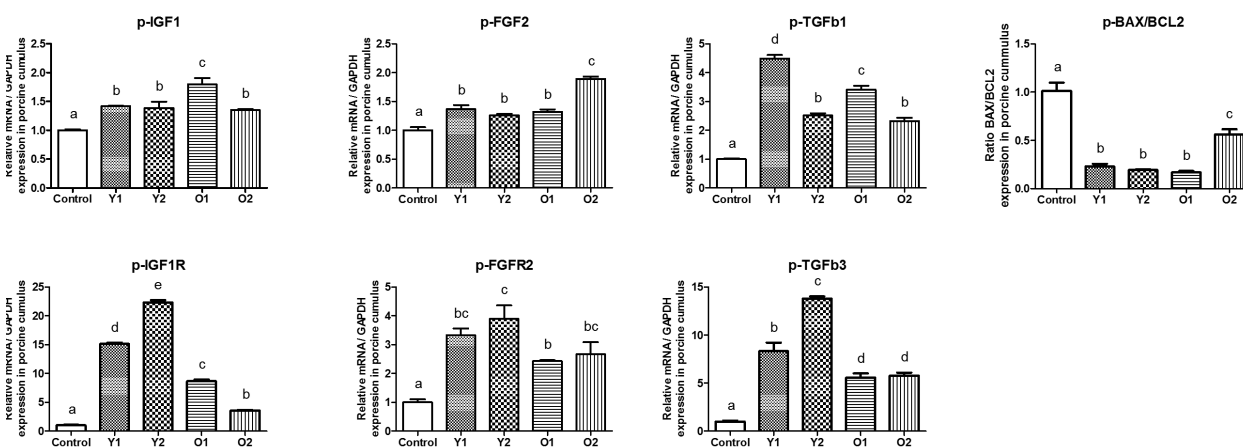 p-IGF1
Relative mRNA/ GAPDH
expression in porcine cumulus
2.5
2.0
1.5
1.0
0.5
0.0
a
b
b
c
b
Control Y1 Y2 O1 O2
p-FGF2
Relative mRNA/ GAPDH
expression in porcine cumulus
2.5
2.0
1.5
1.0
0.5
0.0
a
b
b
b
c
Control Y1 Y2 O1 O2
p-TGFb1
Relative mRNA/ GAPDH
expression in porcine cumulus
5
4
3
2
1
0
a
d
b
c
b
Control Y1 Y2 O1 O2
p-BAX/BCL2
Ratio BAX/BCL2
expression in porcine cummulus
1.5
1.0
0.5
0.0
a
b
b
b
c
Control Y1 Y2 O1 O2
p-IGF1R
Relative mRNA/ GAPDH
expression in porcine cumulus
25
20
15
10
5
0
a
d
e
c
b
Control Y1 Y2 O1 O2
p-FGFR2
Relative mRNA/ GAPDH
expression in porcine cumulus
5
4
3
2
1
0
a
bc
c
b
bc
Control Y1 Y2 O1 O2
p-TGFb3
Relative mRNA/ GAPDH
expression in porcine cumulus
15
10
5
0
a
b
c
d
d
Control Y1 Y2 O1 O2